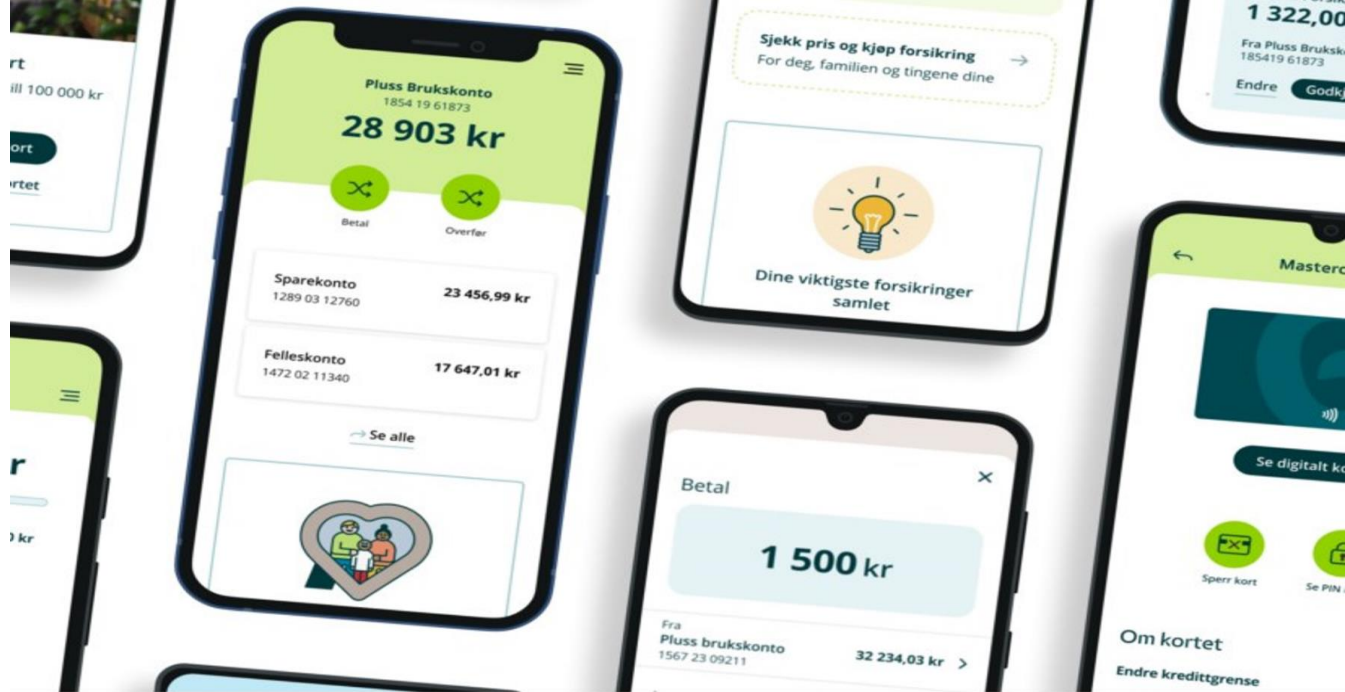 rt
ill 100 000 kr
ort
rtet
r
kr
Pluss Brukskonto
1854 19 61873
28 903 kr
Betal
Overfør
Sparekonto
1289 03 12760
23 456,99 kr
Felleskonto
1472 02 11340
17 647,01 kr
Se alle
Sjekk pris og kjøp forsikring
For deg, familien og tingene dine
Dine viktigste forsikringer
samlet
Betal
1 500 kr
Fra
Pluss brukskonto
1567 23 09211
32 234,03 kr
1 322,00
Fra Pluss Bruksk
185419 61873
Endre
Godkj
Masterc
Se digitalt ko
Sperr kort
Se PIN
Om kortet
Endre kredittgrense